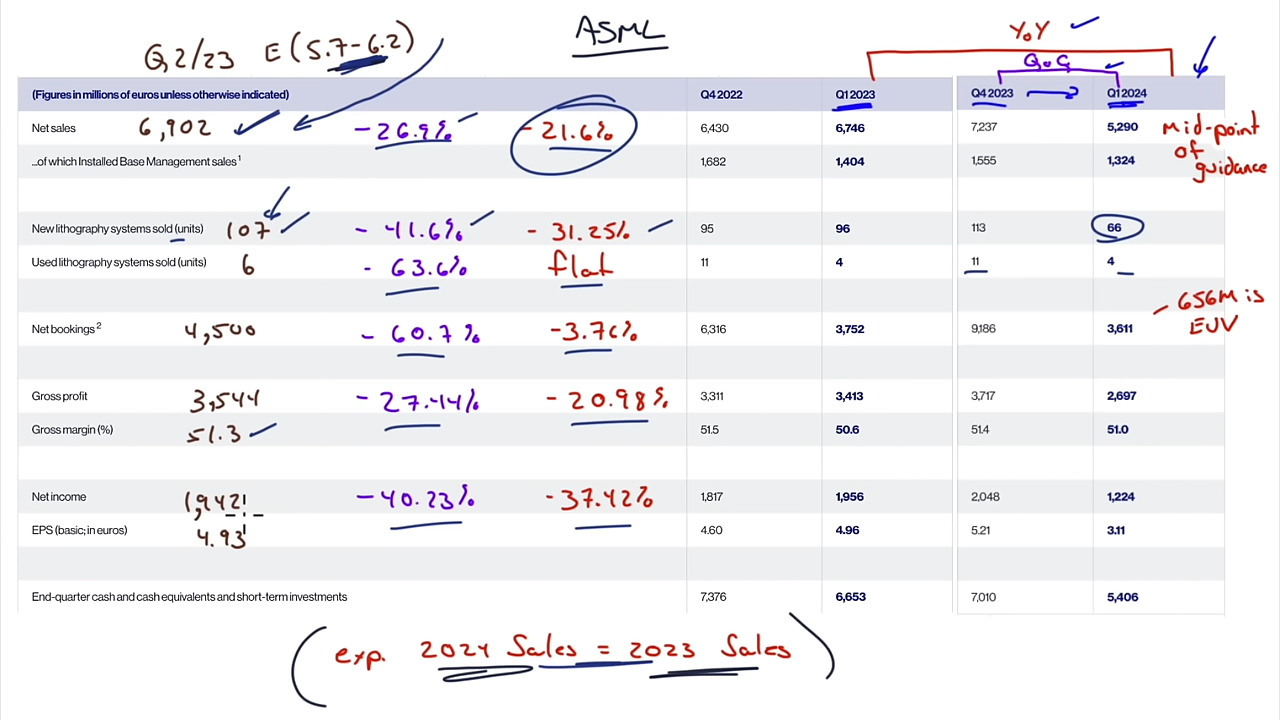 ASML
Q2/23 E(5.7-6.2)
YoY
QoQ
(Figures in millions of euros unless otherwise indicated) Q4 2022 Q1 2023 Q4 2023 Q1 2024
Net sales 6,902 -26.9% -21.6% 6,430 6,746 7,237 5,290 Mid-point of guidance
...of which Installed Base Management sales 1 1,682 1,404 1,555 1,324
New lithography systems sold (units) 107 -41.6% -31.25% 95 96 113 66
Used lithography systems sold (units) 6 -63.6% flat 11 4 11 4
Net bookings 2 4,500 -60.7% -3.76% 6,316 3,752 9,186 3,611 - 656M is EUV
Gross profit 3,544 -27.44% -20.98% 3,311 3,413 3,717 2,697
Gross margin (%) 51.3 51.5 50.6 51.4 51.0
Net income 1,942 -40.23% -37.42% 1,817 1,956 2,048 1,224
EPS (basic; in euros) 4.93 4.60 4.96 5.21 3.11
End-quarter cash and cash equivalents and short-term investments 7,376 6,653 7,010 5,406
(exp. 2024 Sales = 2023 Sales)